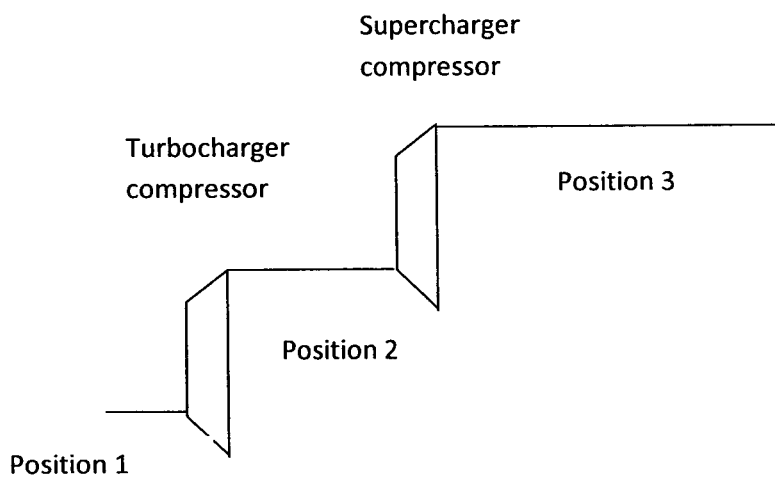 Supercharger
compressor
Turbocharger
compressor
Position 3
Position 2
Position 1